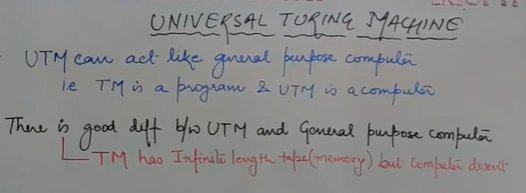 UNIVERSAL TURING MACHINE
UTM can act like general purpose computer
i.e TM is a program & UTM is a computer
There is good diff b/w UTM and General purpose computer
TM has Infinite length tape(memory) but Computer doesn't